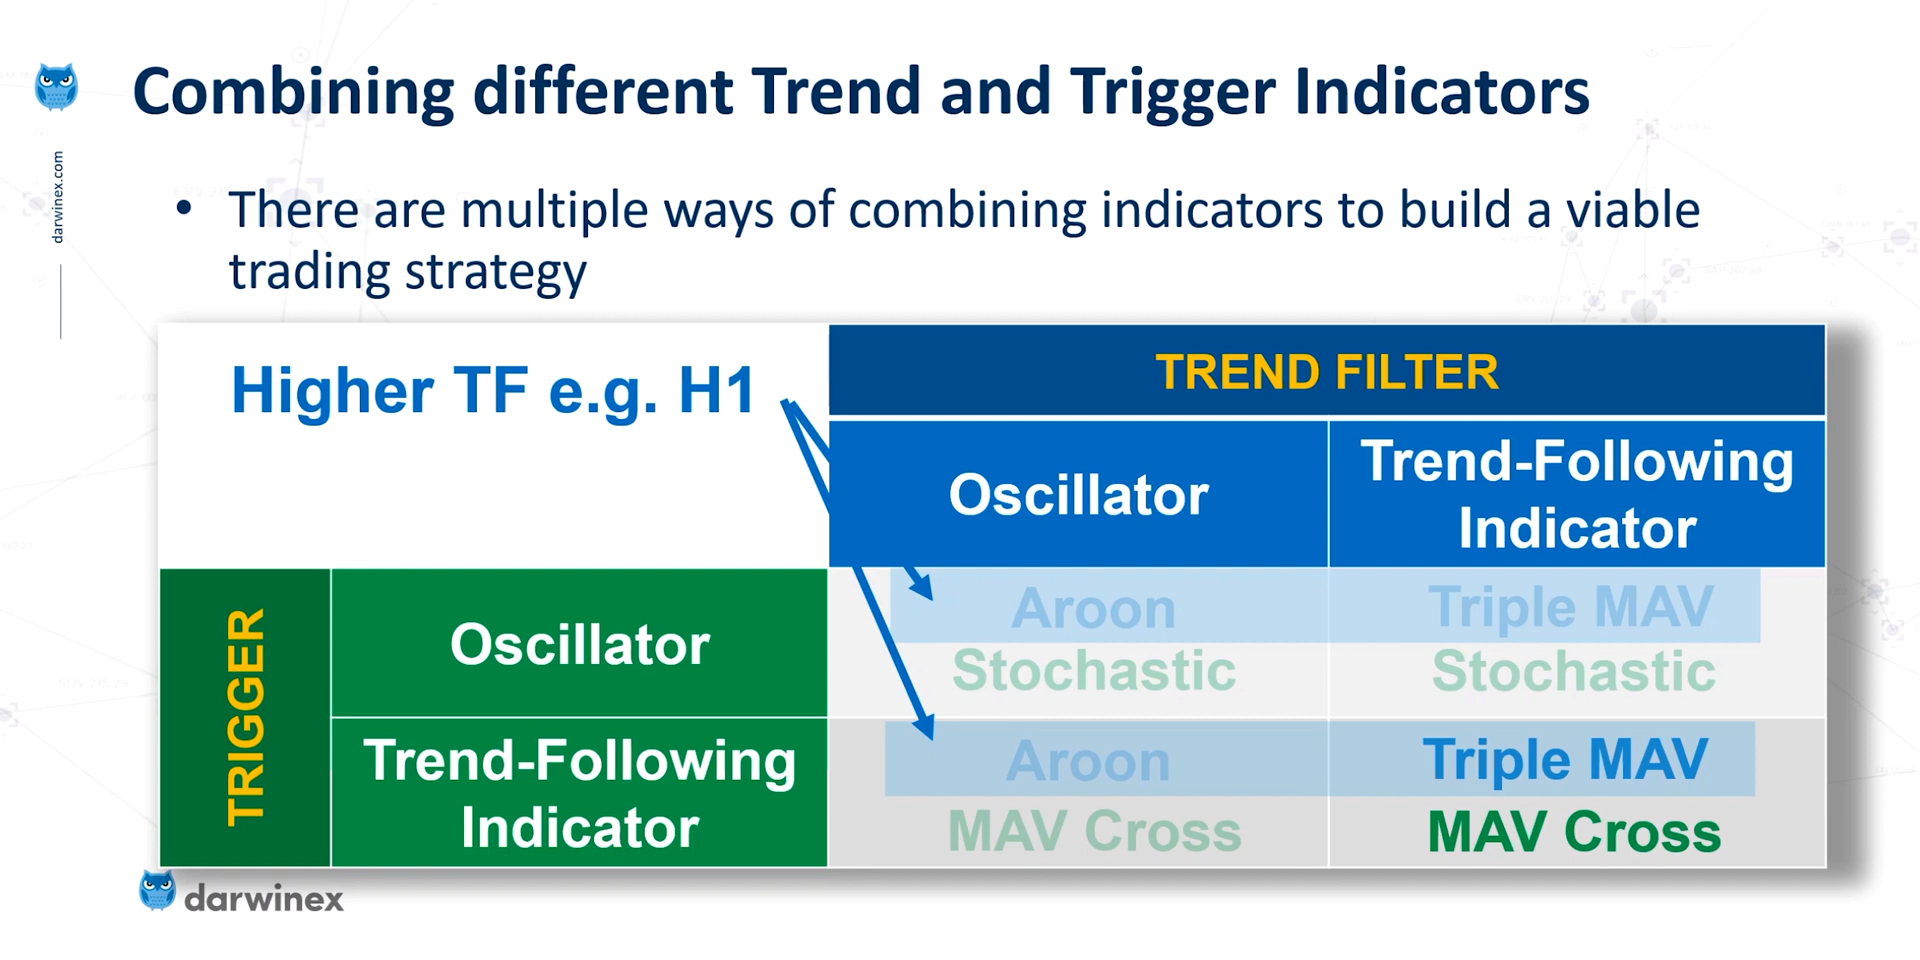 Combining different Trend and Trigger Indicators
darwinex.com
• There are multiple ways of combining indicators to build a viable
trading strategy
Higher TF e.g. H1
TREND FILTER
Oscillator
Trend-Following
Indicator
TRIGGER
Oscillator
Aroon
Stochastic
Triple MAV
Stochastic
Trend-Following
Indicator
Aroon
MAV Cross
Triple MAV
MAV Cross
darwinex